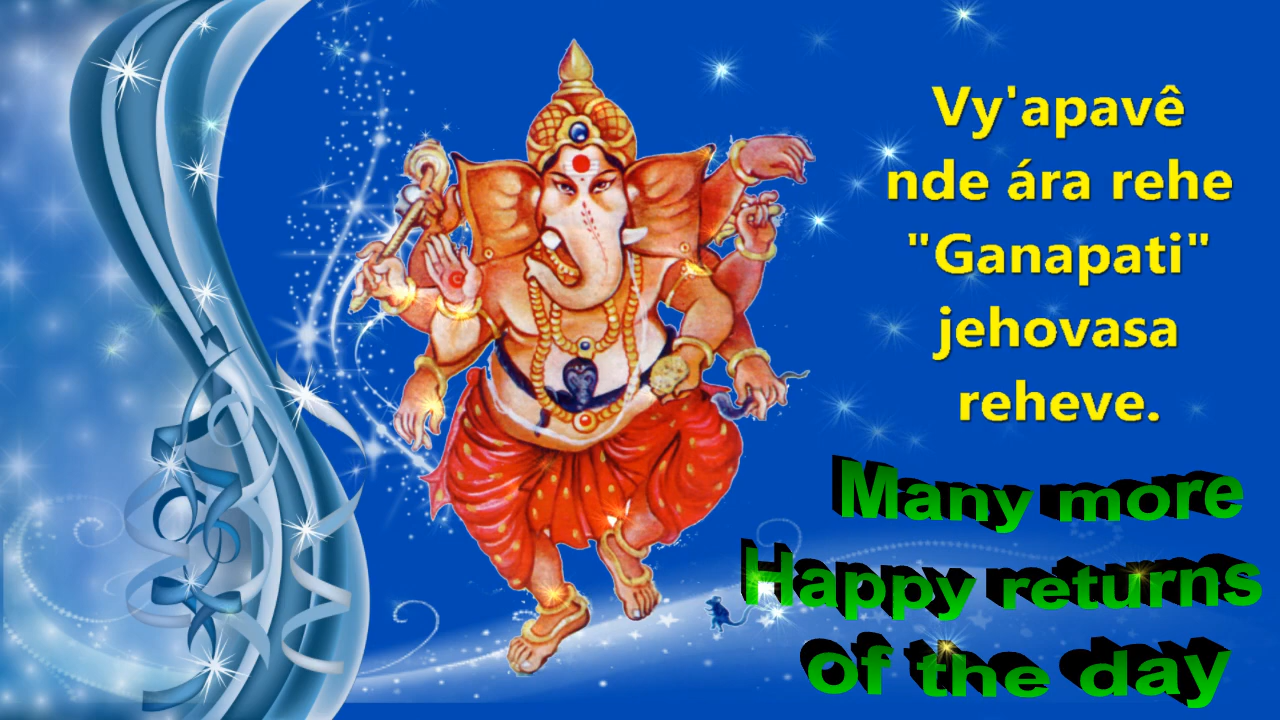 Vy'apavê
nde ára rehe
"Ganapati"
jehovasa
reheve.
Many more
Happy returns
of the day